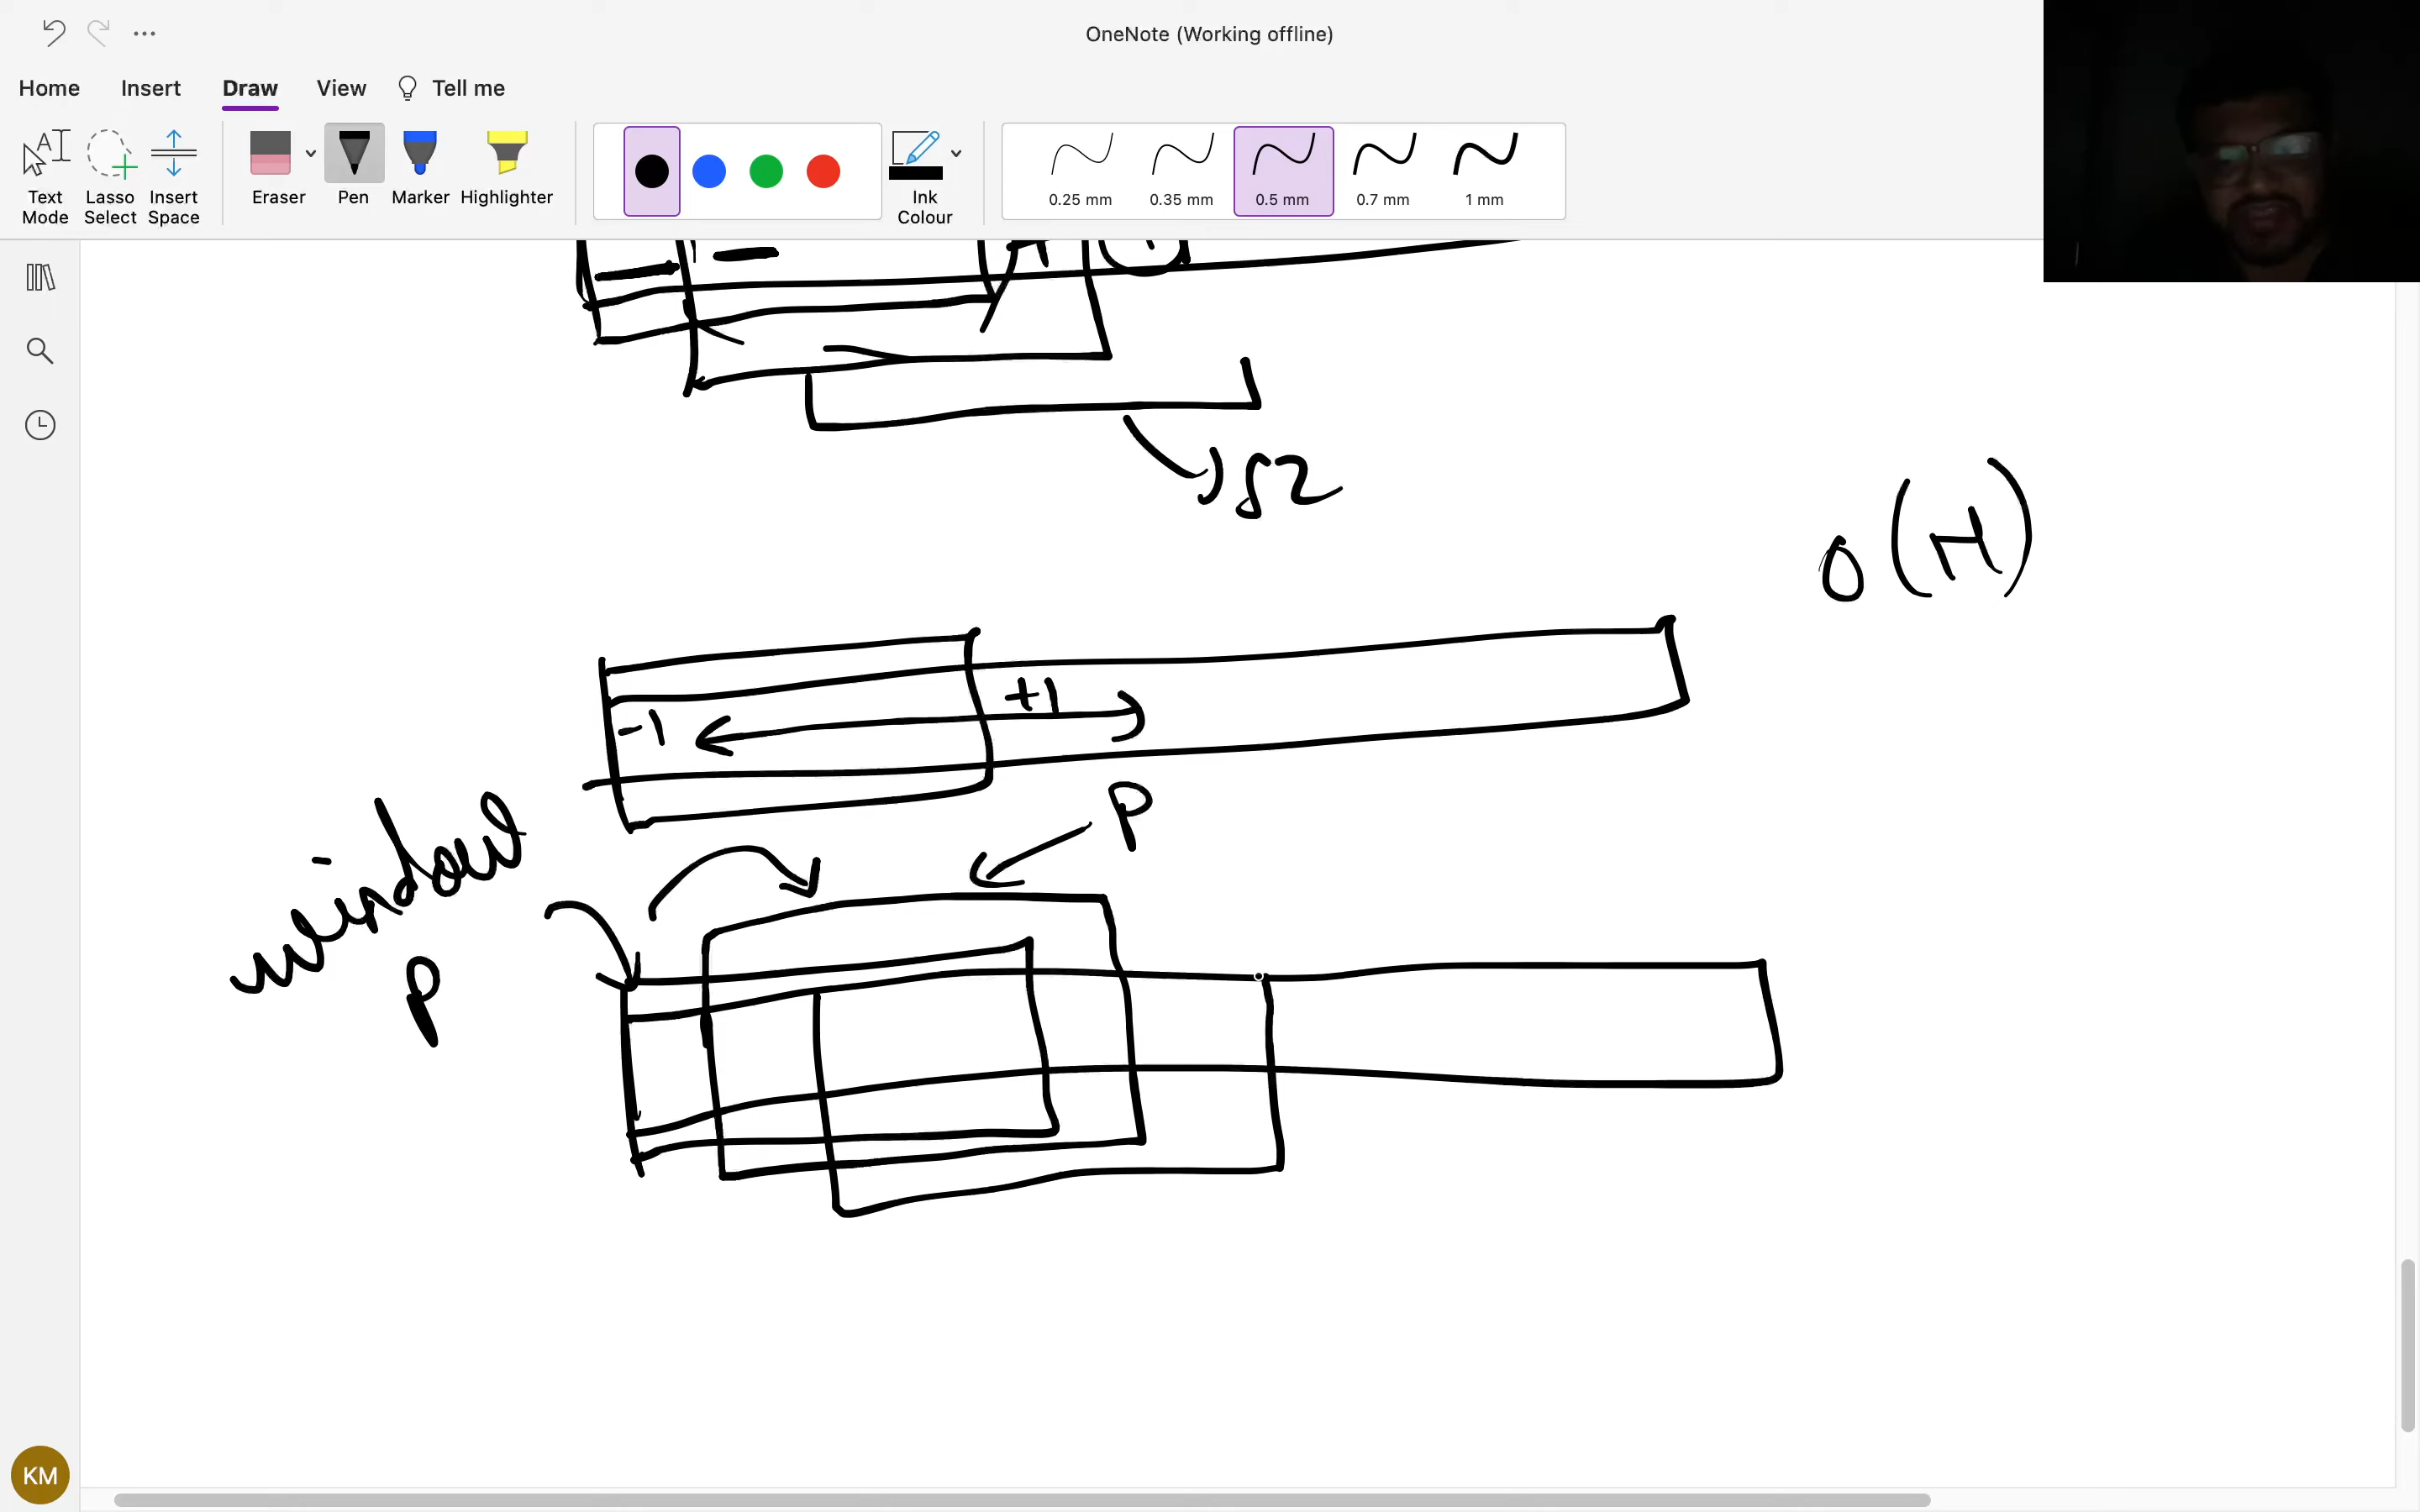 OneNote (Working offline)
Home Insert Draw View Tell me
Text Mode
Lasso Select
Insert Space
Eraser
Pen
Marker
Highlighter
Ink Colour
0.25 mm
0.35 mm
0.5 mm
0.7 mm
1 mm
S2
O(N)
-1
+1
P
window
P
KM